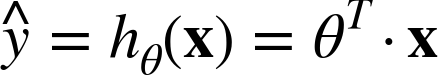 ŷ = h_θ(𝐱) = θ^T · 𝐱